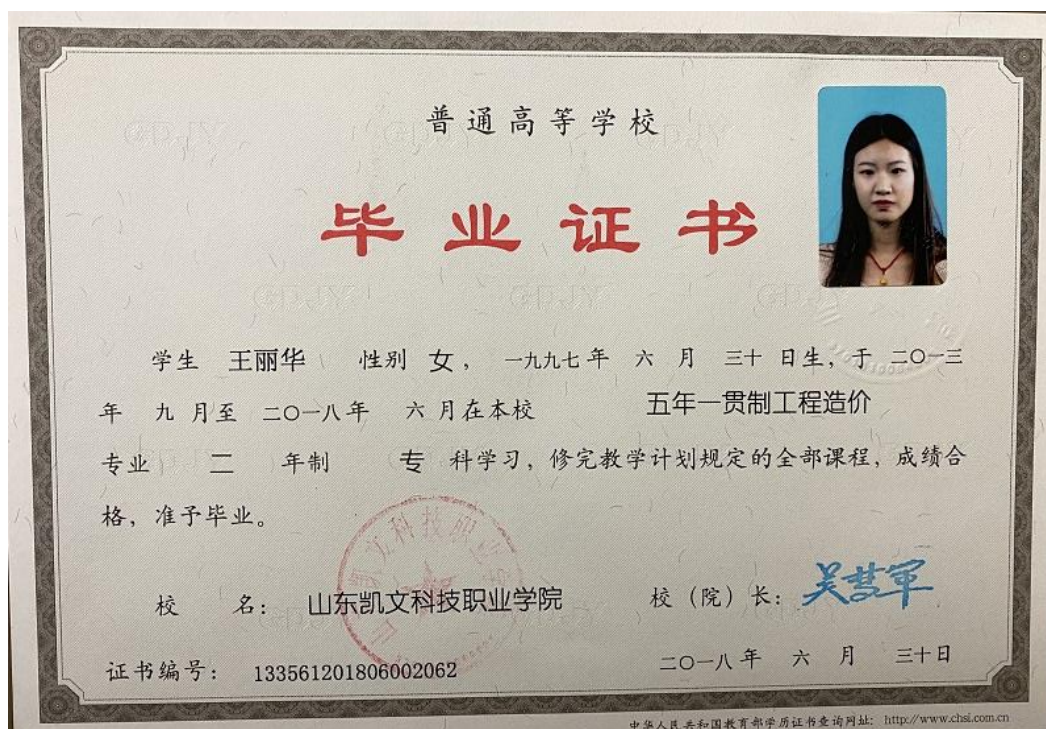 普通高等学校
毕业证书
学生 王丽华 性别 女， 一九九七年 六 月 三十 日生，于 二〇一三
年 九 月至 二〇一八年 六 月在本校 五年一贯制工程造价
专业 二 年制 专 科学习，修完教学计划规定的全部课程，成绩合
格，准予毕业。
校 名： 山东凯文科技职业学院 校（院）长：
证书编号： 133561201806002062 二〇一八年 六 月 三十日
中华人民共和国教育部学历证书查询网址： http://www.chsi.com.cn